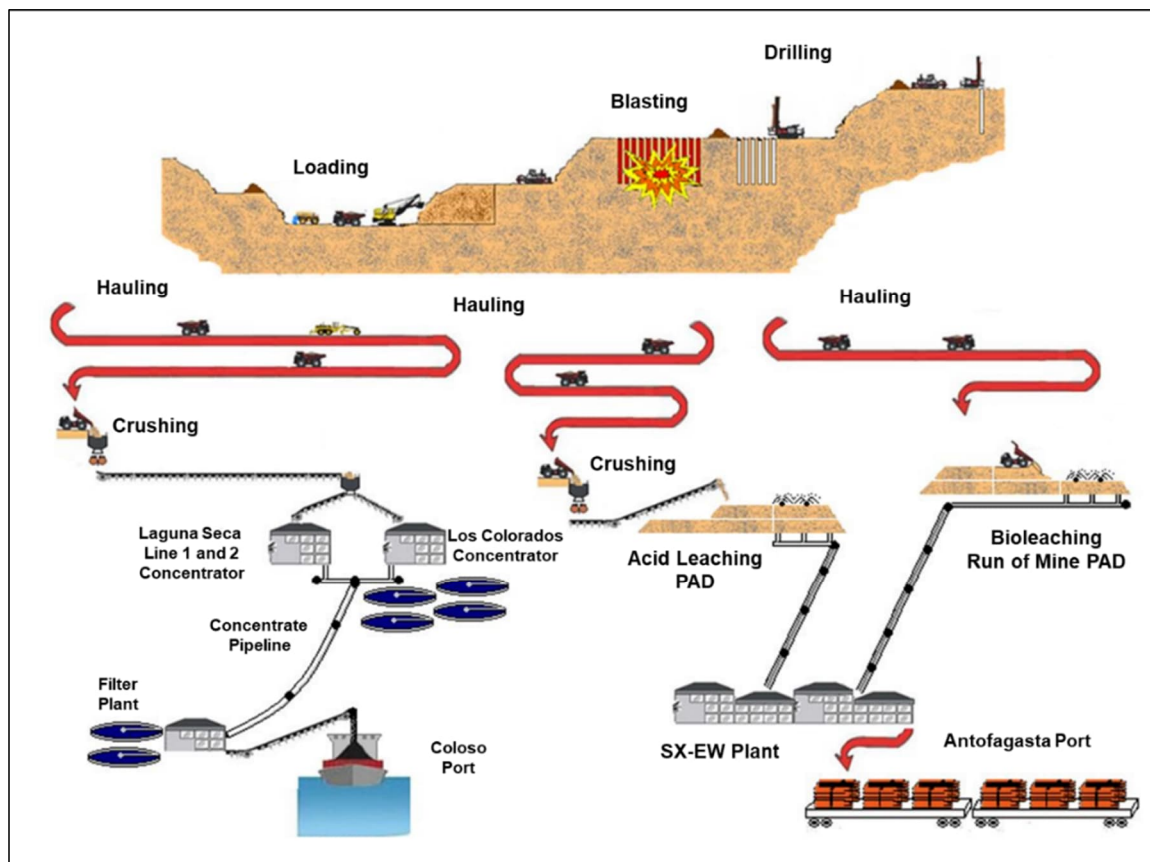 Drilling
Blasting
Loading
Hauling
Hauling
Hauling
Crushing
Crushing
Laguna Seca
Line 1 and 2
Concentrator
Los Colorados
Concentrator
Acid Leaching
PAD
Bioleaching
Run of Mine PAD
Concentrate
Pipeline
Filter
Plant
Coloso
Port
SX-EW Plant
Antofagasta Port